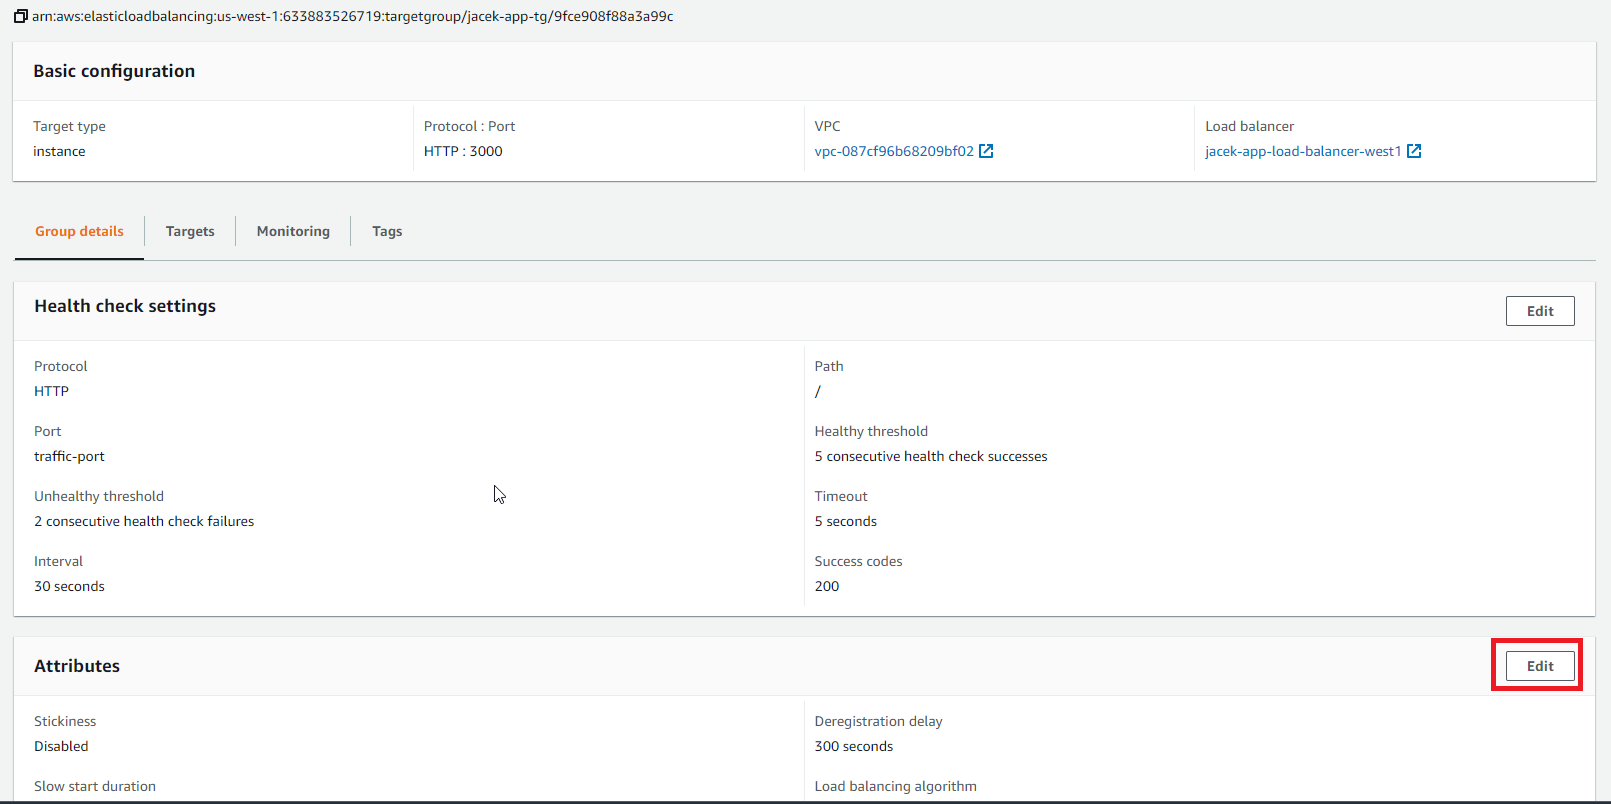 arn:aws:elasticloadbalancing:us-west-1:633883526719:targetgroup/jacek-app-tg/9fce908f88a3a99c
Basic configuration
Target type
instance
Protocol : Port
HTTP : 3000
VPC
vpc-087cf96b68209bf02
Load balancer
jacek-app-load-balancer-west1
Group details
Targets
Monitoring
Tags
Health check settings
Edit
Protocol
HTTP
Path
/
Port
traffic-port
Healthy threshold
5 consecutive health check successes
Unhealthy threshold
2 consecutive health check failures
Timeout
5 seconds
Interval
30 seconds
Success codes
200
Attributes
Edit
Stickiness
Disabled
Deregistration delay
300 seconds
Slow start duration
Load balancing algorithm